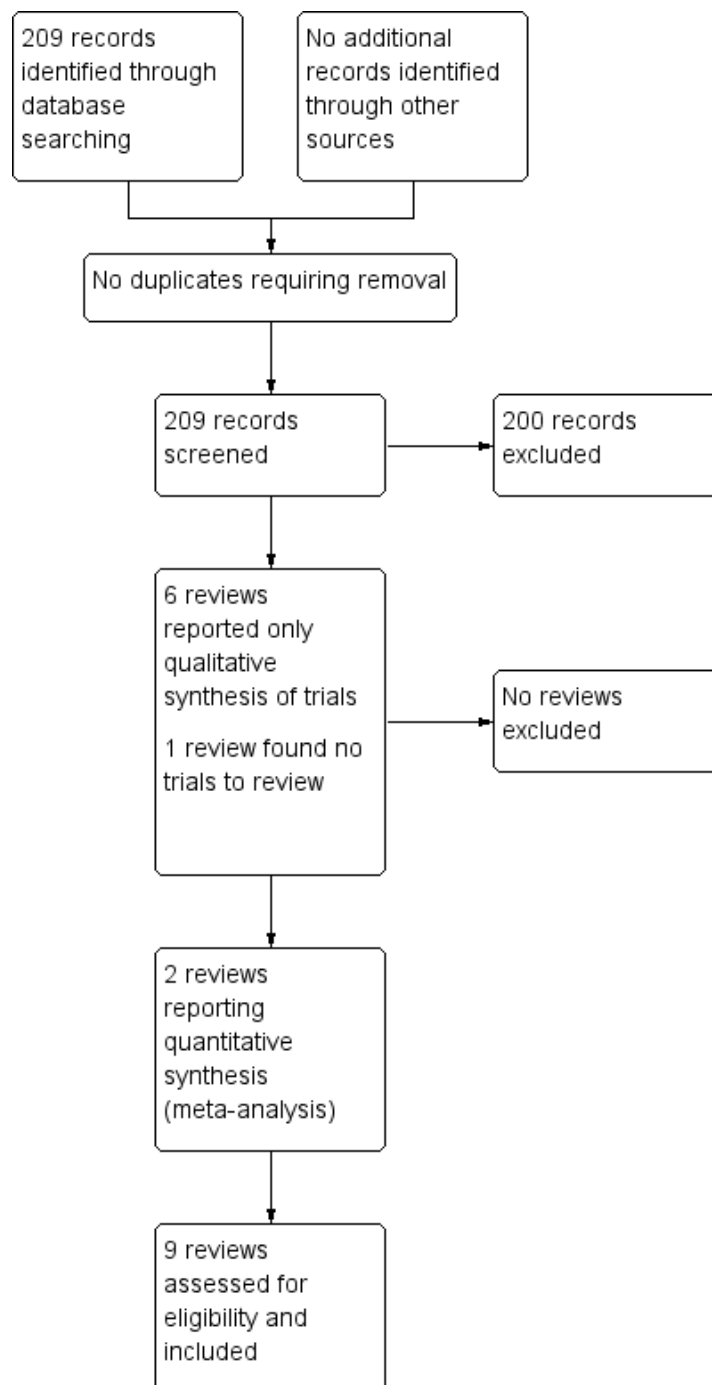 209 records
identified through
database
searching
No additional
records identified
through other
sources
No duplicates requiring removal
209 records
screened
200 records
excluded
6 reviews
reported only
qualitative
synthesis of trials
1 review found no
trials to review
No reviews
excluded
2 reviews
reporting
quantitative
synthesis
(meta-analysis)
9 reviews
assessed for
eligibility and
included